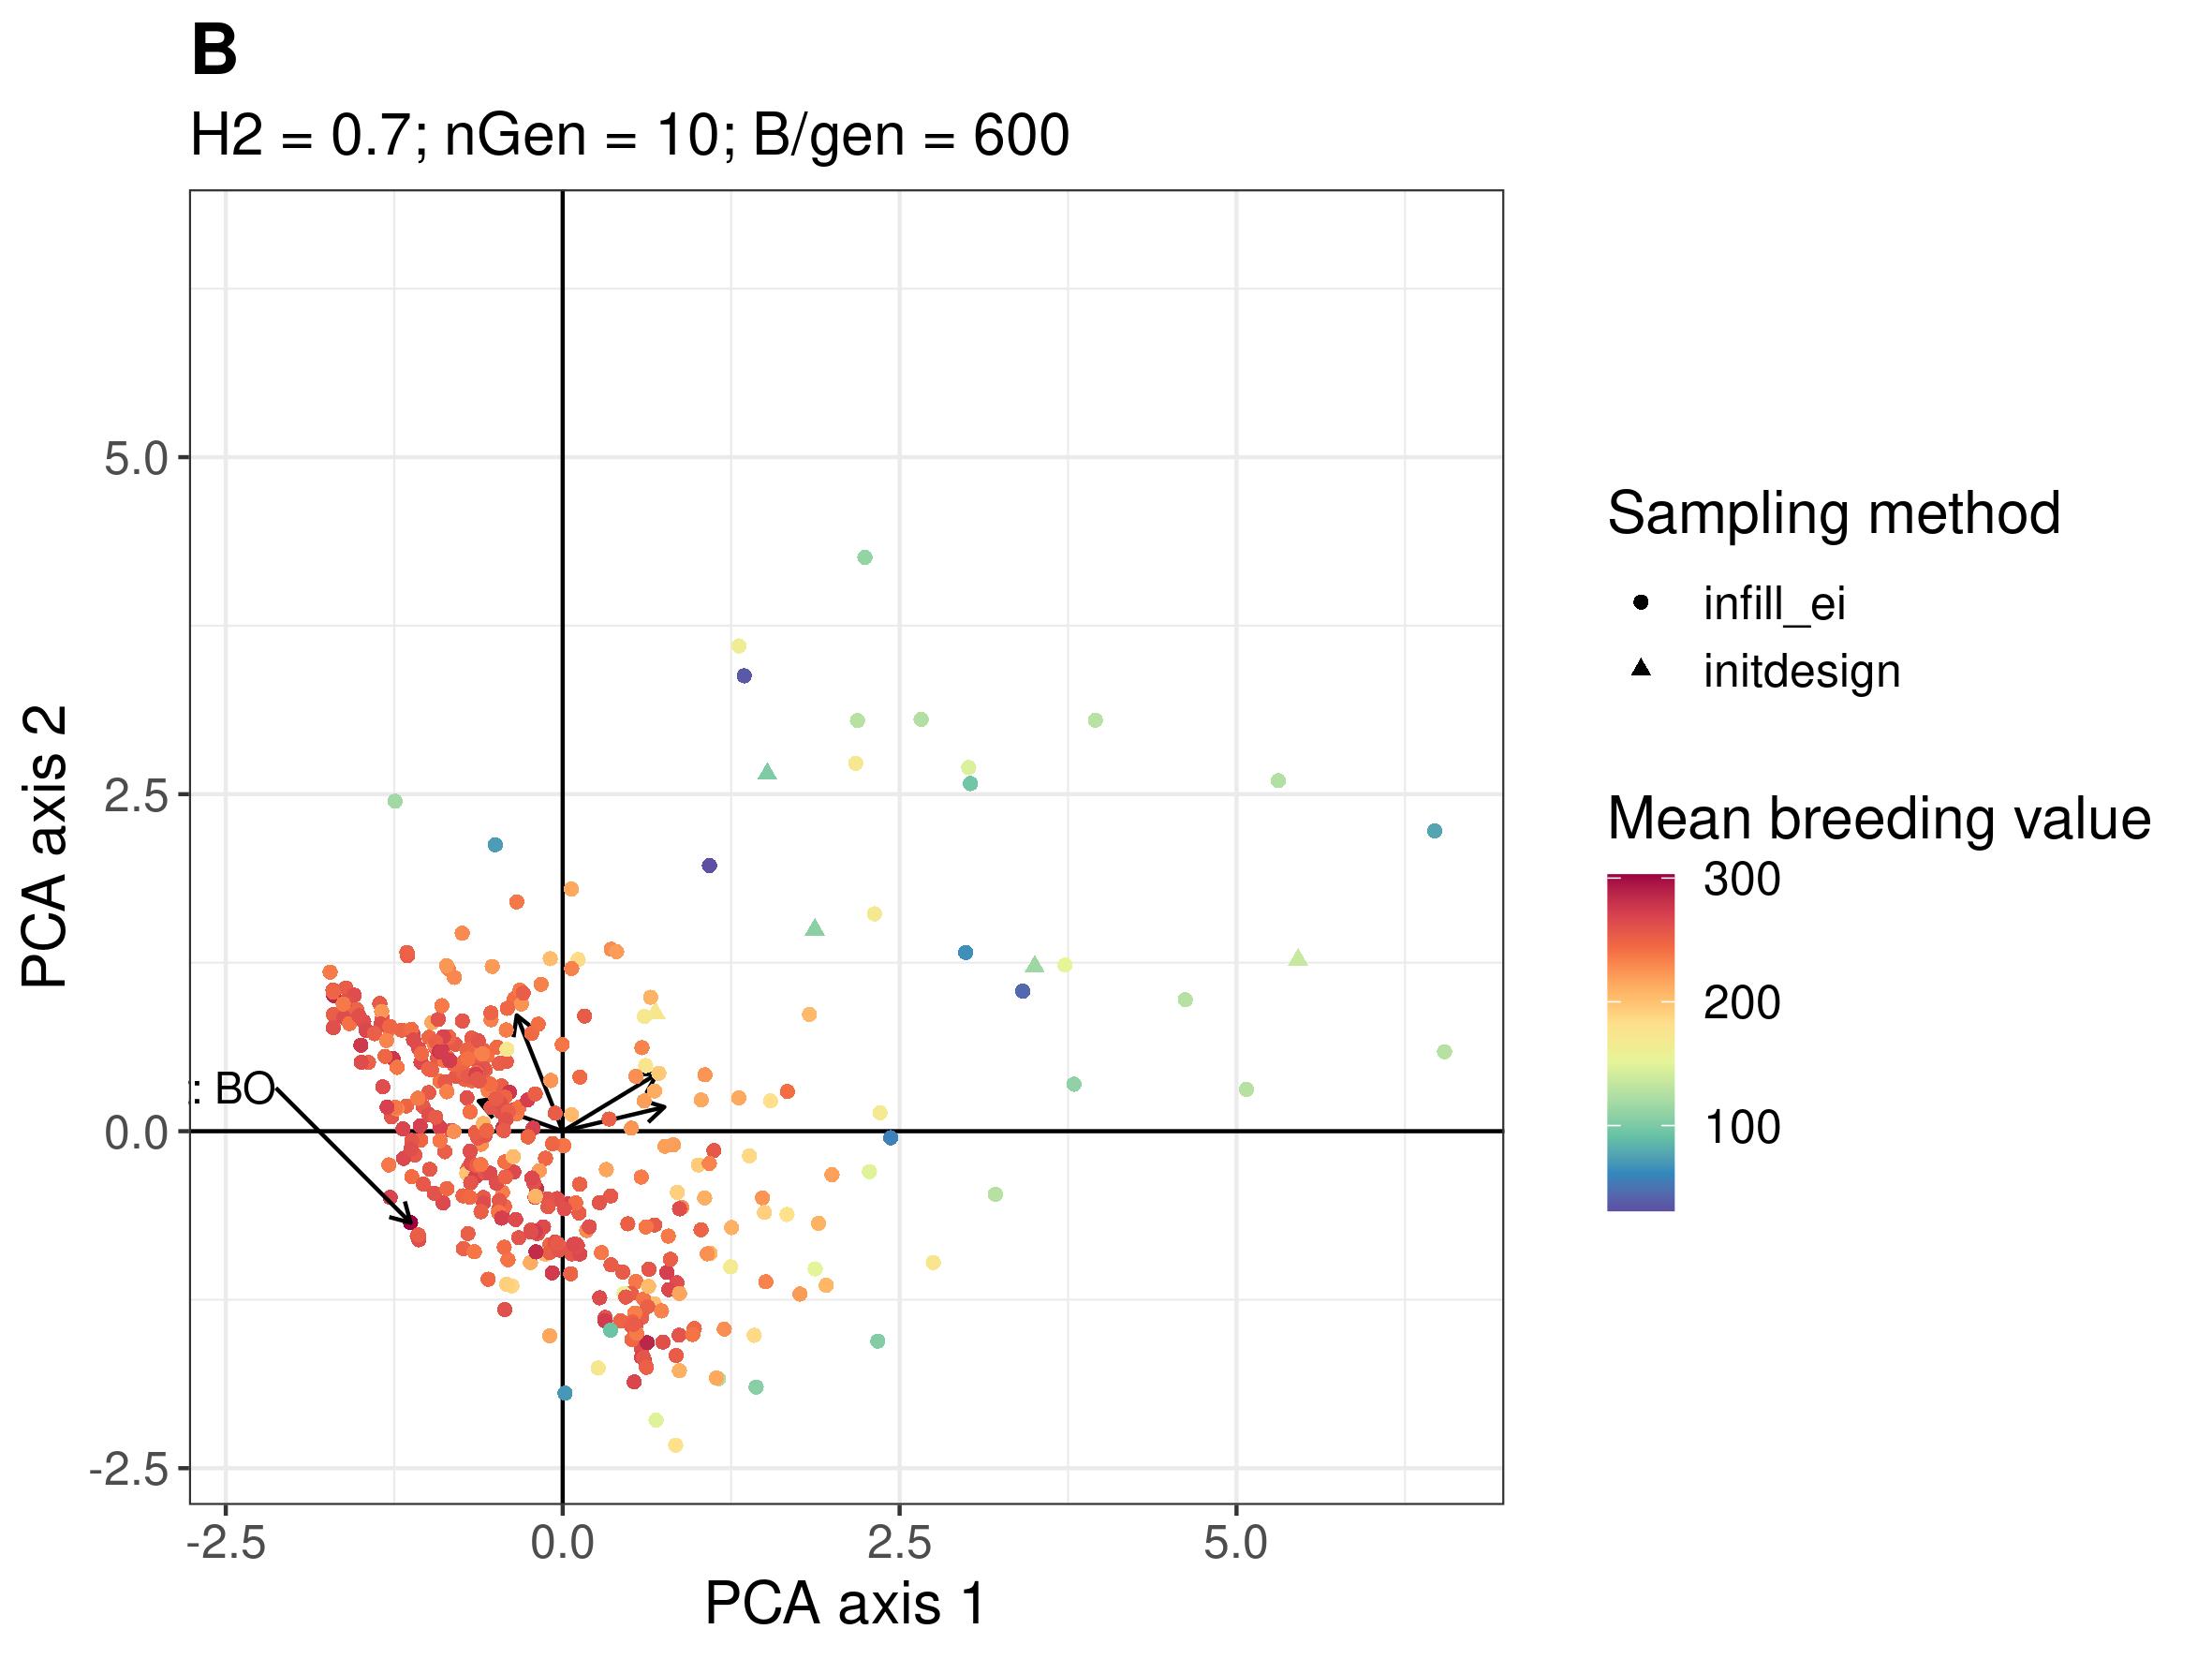 B
H2 = 0.7; nGen = 10; B/gen = 600
5.0
2.5
0.0
-2.5
-2.5 0.0 2.5 5.0
PCA axis 2
PCA axis 1
: BO
Sampling method
infill_ei
initdesign
Mean breeding value
300
200
100